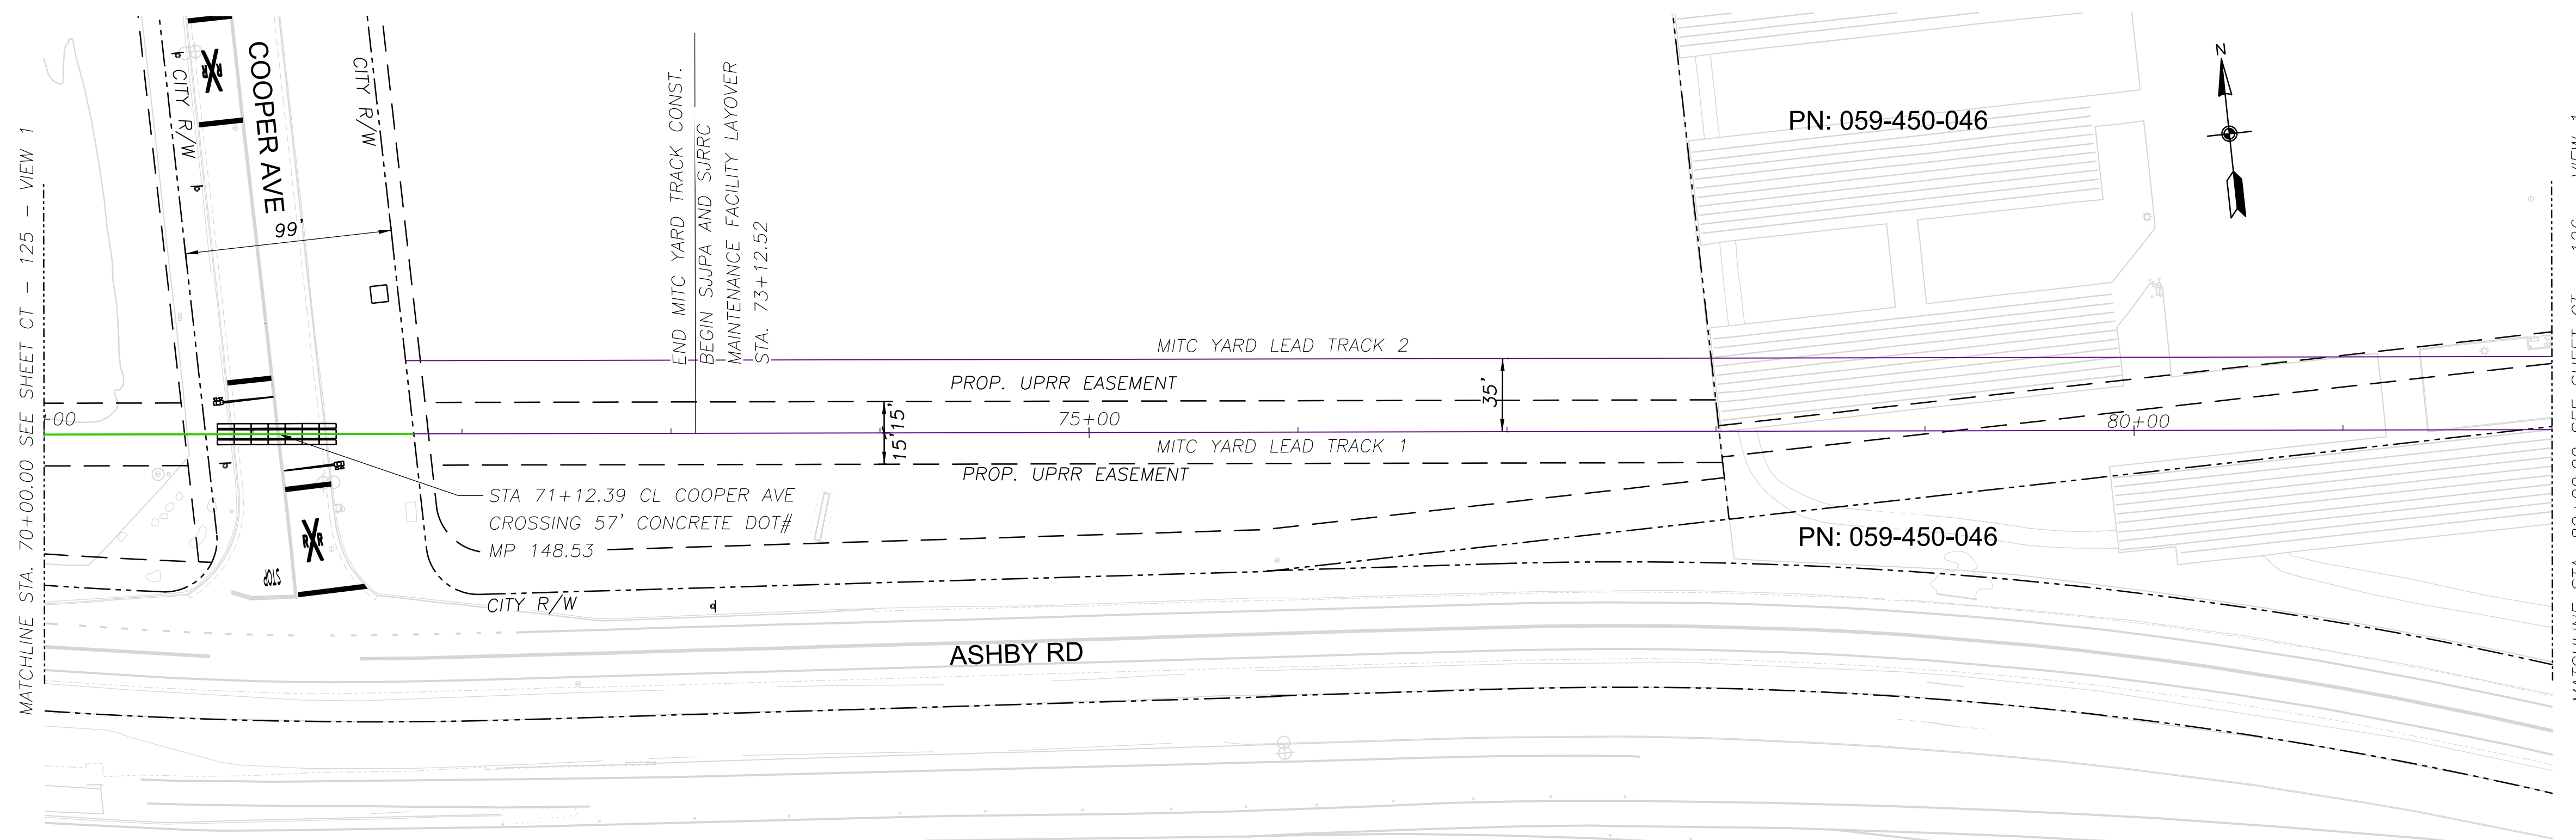 MATCHLINE STA. 70+00.00 SEE SHEET CT - 125 - VIEW 1
CITY R/W
COOPER AVE
CITY R/W
99'
END MITC YARD TRACK CONST.
BEGIN SJJPA AND SJRRC
MAINTENANCE FACILITY LAYOVER
STA. 73+12.52
PN: 059-450-046
N
MITC YARD LEAD TRACK 2
PROP. UPRR EASEMENT
35'
15'
15'
+00
75+00
80+00
MITC YARD LEAD TRACK 1
PROP. UPRR EASEMENT
STA 71+12.39 CL COOPER AVE
CROSSING 57' CONCRETE DOT#
MP 148.53
R R
R R
STOP
PN: 059-450-046
CITY R/W
ASHBY RD